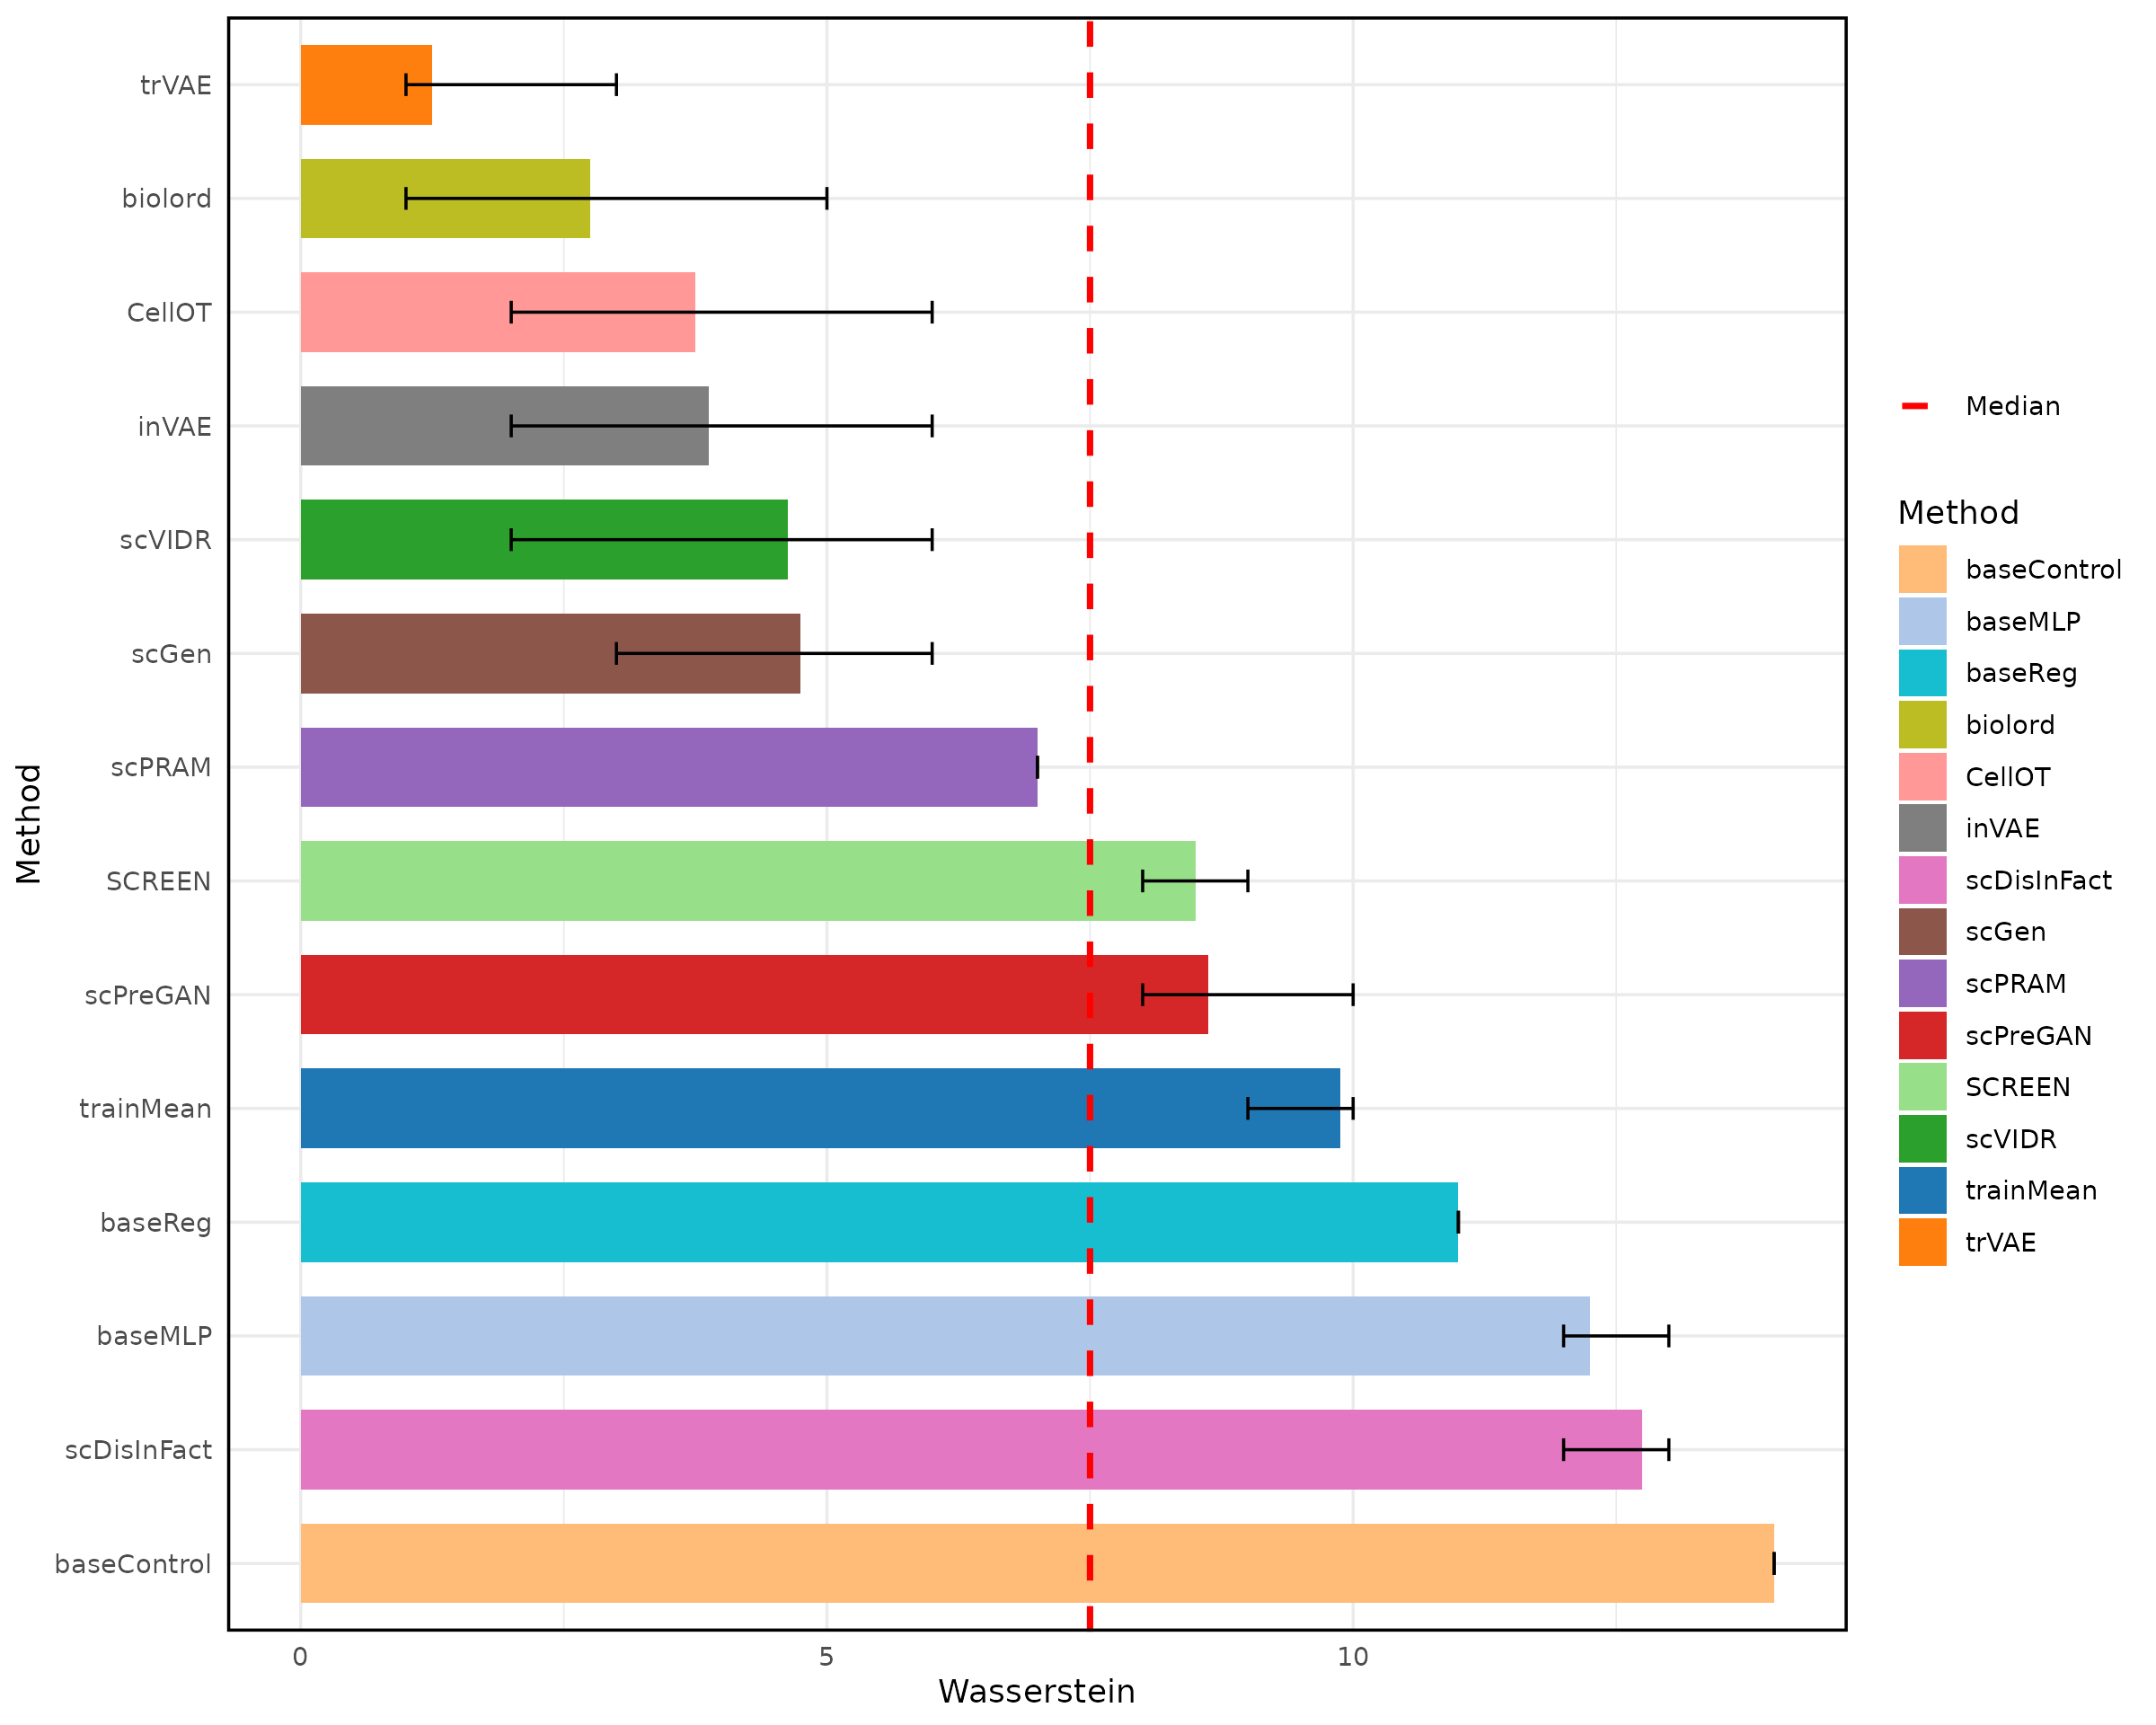 trVAE
biolord
CellOT
inVAE
scVIDR
scGen
scPRAM
SCREEN
scPreGAN
trainMean
baseReg
baseMLP
scDisInFact
baseControl
Method
0 5 10
Wasserstein
Median
Method
baseControl
baseMLP
baseReg
biolord
CellOT
inVAE
scDisInFact
scGen
scPRAM
scPreGAN
SCREEN
scVIDR
trainMean
trVAE